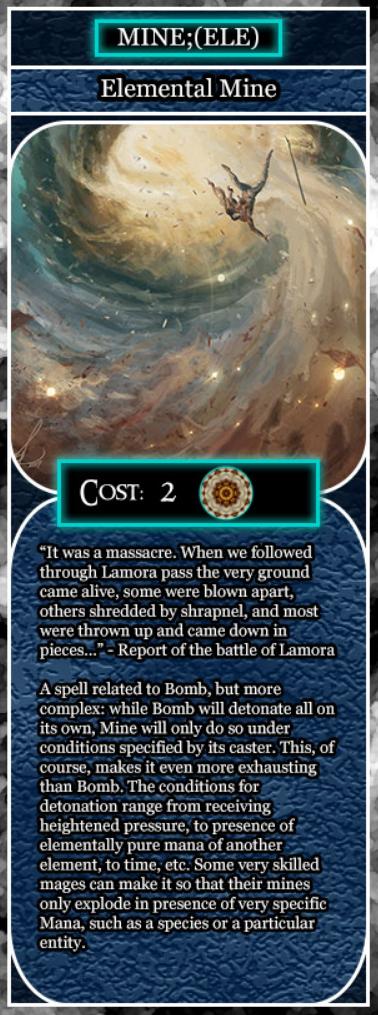 MINE;(ELE)
Elemental Mine
Cost: 2
“It was a massacre. When we followed
through Lamora pass the very ground
came alive, some were blown apart,
others shredded by shrapnel, and most
were thrown up and came down in
pieces...” - Report of the battle of Lamora
A spell related to Bomb, but more
complex: while Bomb will detonate all on
its own, Mine will only do so under
conditions specified by its caster. This, of
course, makes it even more exhausting
than Bomb. The conditions for
detonation range from receiving
heightened pressure, to presence of
elementally pure mana of another
element, to time, etc. Some very skilled
mages can make it so that their mines
only explode in presence of very specific
Mana, such as a species or a particular
entity.